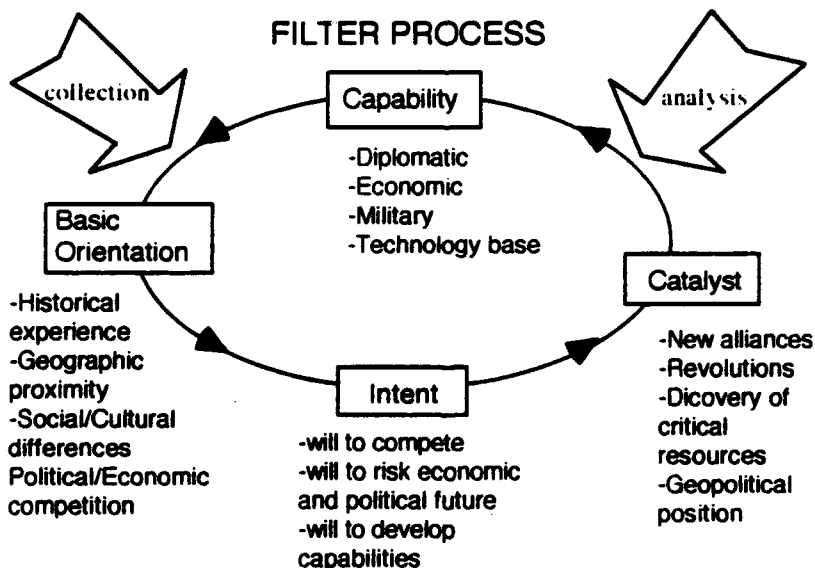 FILTER PROCESS
collection
analysis
Capability
-Diplomatic
-Economic
-Military
-Technology base
Basic
Orientation
-Historical
experience
-Geographic
proximity
-Social/Cultural
differences
Political/Economic
competition
Catalyst
-New alliances
-Revolutions
-Dicovery of
critical
resources
-Geopolitical
position
Intent
-will to compete
-will to risk economic
and political future
-will to develop
capabilities